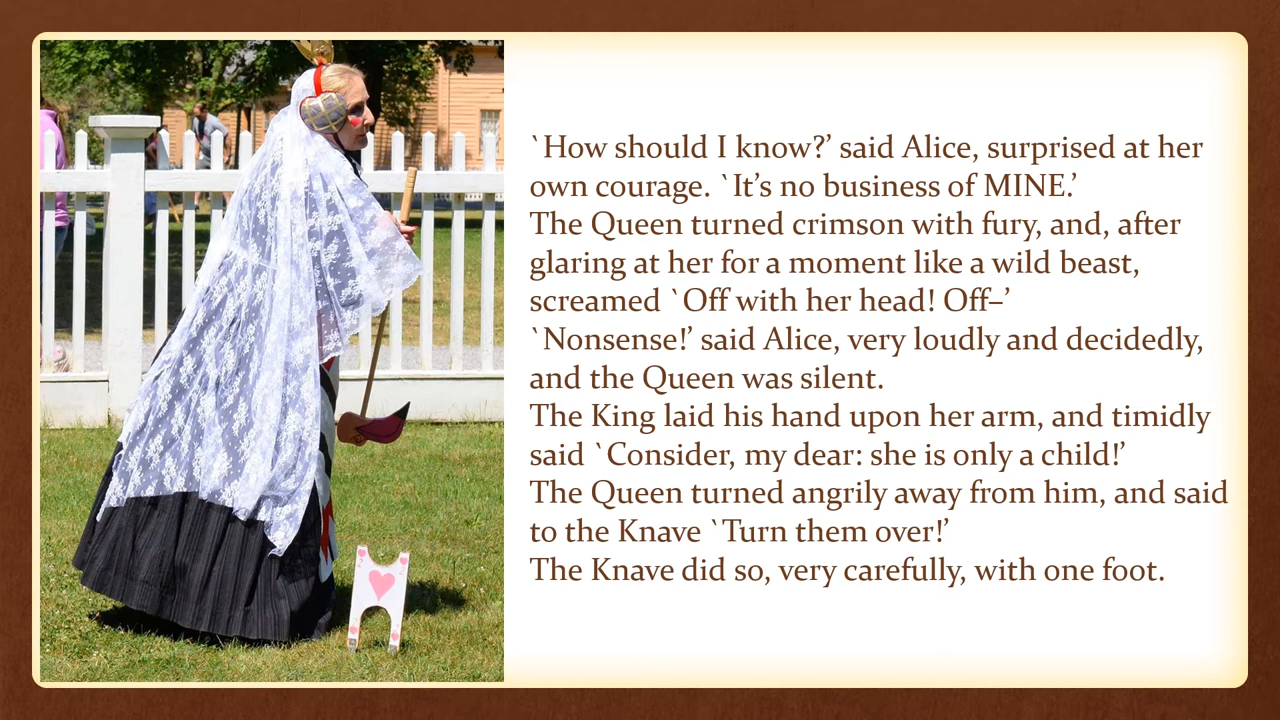 `How should I know?’ said Alice, surprised at her
own courage. `It’s no business of MINE.’
The Queen turned crimson with fury, and, after
glaring at her for a moment like a wild beast,
screamed `Off with her head! Off–’
`Nonsense!’ said Alice, very loudly and decidedly,
and the Queen was silent.
The King laid his hand upon her arm, and timidly
said `Consider, my dear: she is only a child!’
The Queen turned angrily away from him, and said
to the Knave `Turn them over!’
The Knave did so, very carefully, with one foot.